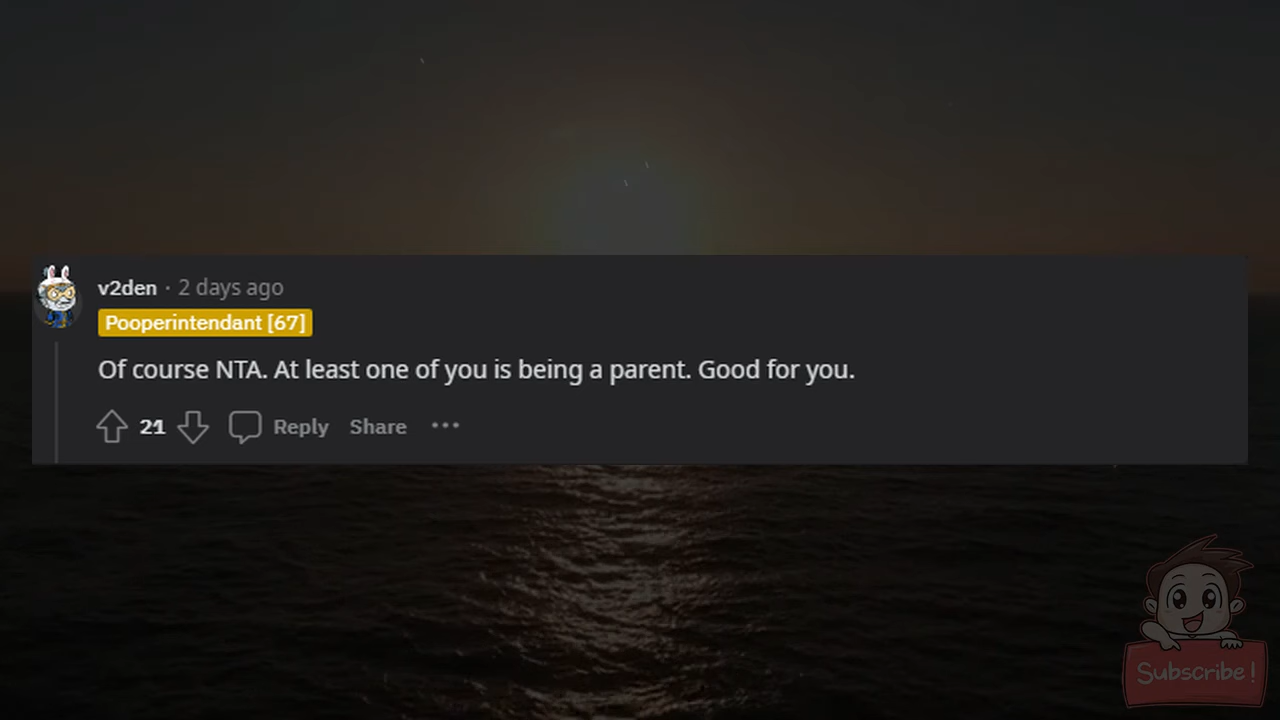 v2den · 2 days ago
Pooperintendant [67]
Of course NTA. At least one of you is being a parent. Good for you.
21 Reply Share ···
Subscribe!